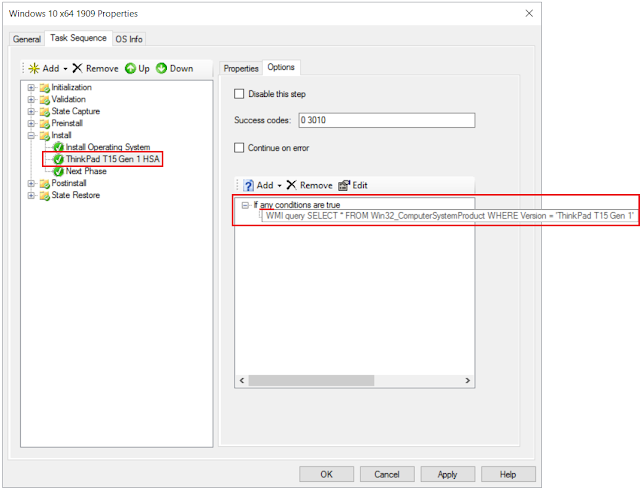 Windows 10 x64 1909 Properties
General Task Sequence OS Info
Add Remove Up Down
Initialization
Validation
State Capture
Preinstall
Install
Install Operating System
ThinkPad T15 Gen 1 HSA
Next Phase
Postinstall
State Restore
Properties Options
Disable this step
Success codes: 0 3010
Continue on error
Add Remove Edit
If any conditions are true
WMI query SELECT * FROM Win32_ComputerSystemProduct WHERE Version = 'ThinkPad T15 Gen 1'
OK Cancel Apply Help